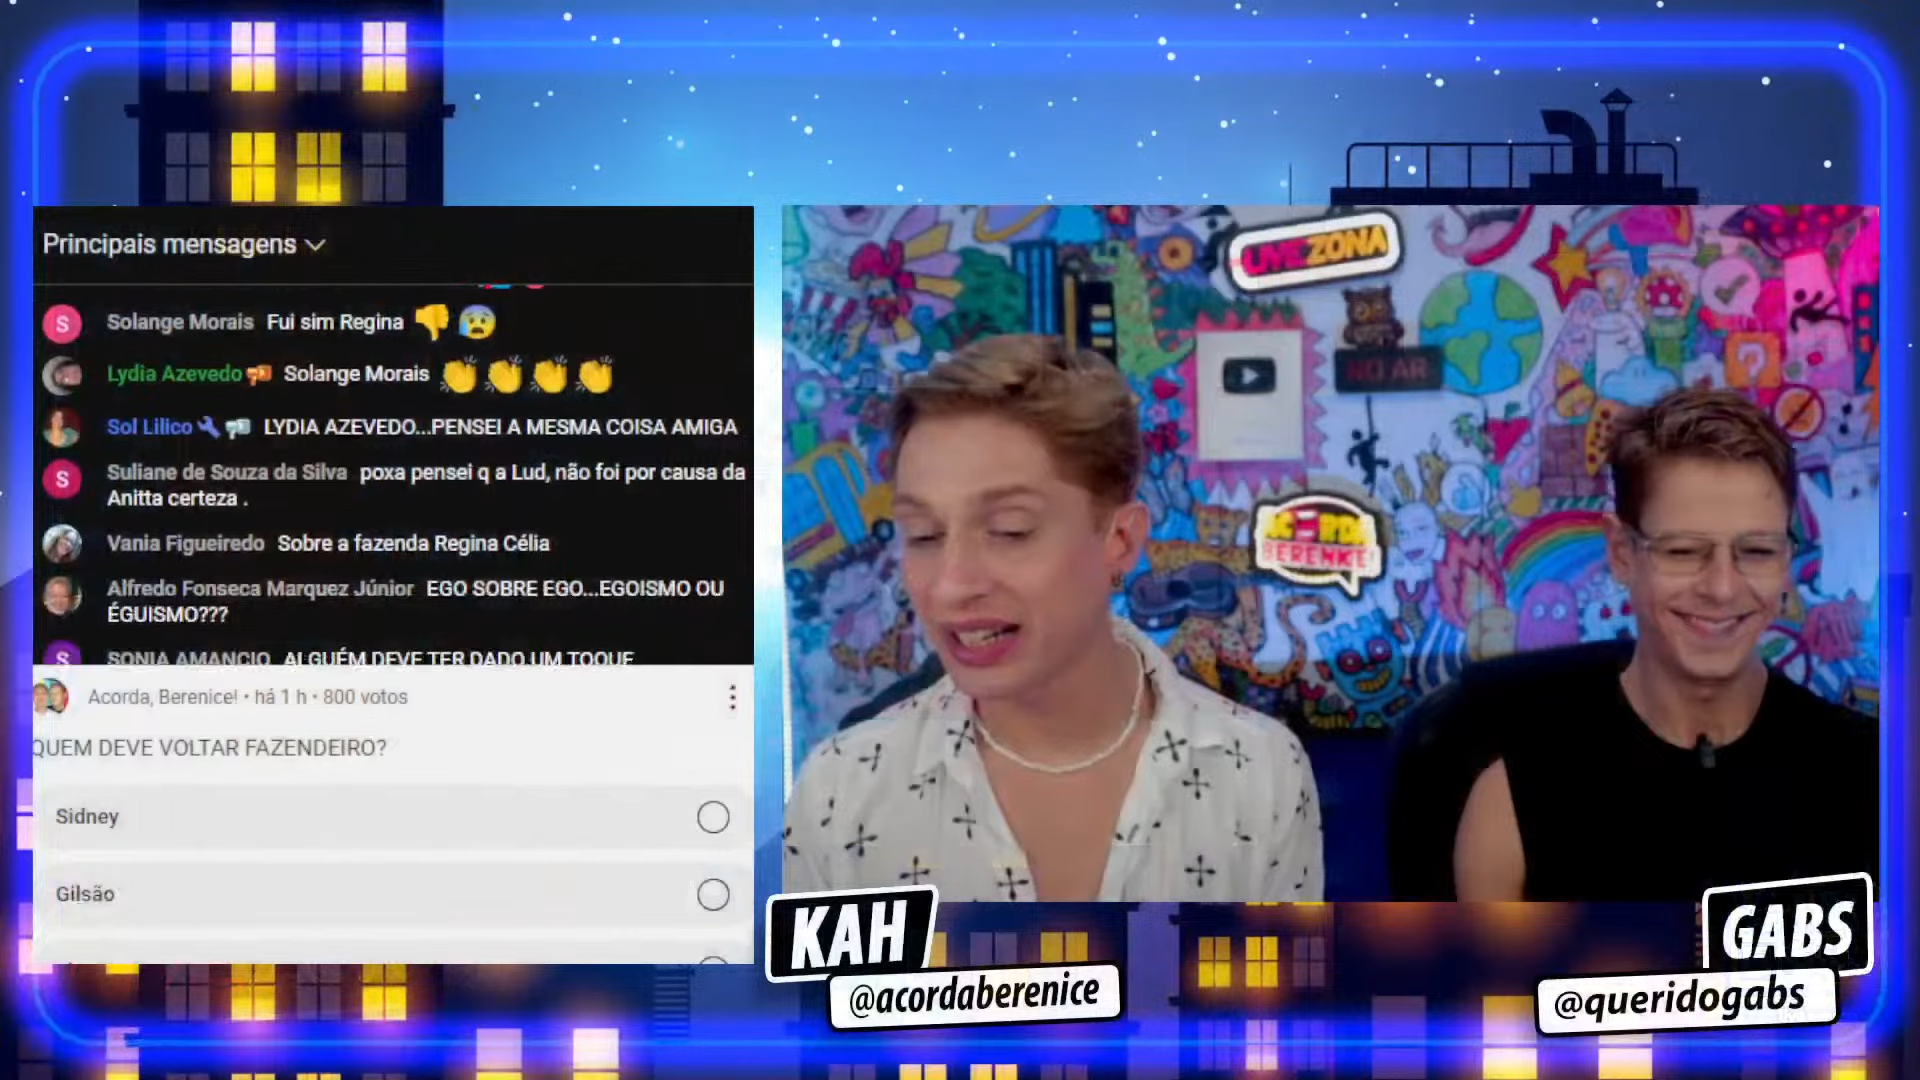 Principais mensagens
Solange Morais Fui sim Regina
Lydia Azevedo Solange Morais
Sol Lilico LYDIA AZEVEDO...PENSEI A MESMA COISA AMIGA
Suliane de Souza da Silva poxa pensei q a Lud, não foi por causa da
Anitta certeza .
Vania Figueiredo Sobre a fazenda Regina Célia
Alfredo Fonseca Marquez Júnior EGO SOBRE EGO...EGOISMO OU
ÉGUISMO???
SONIA AMANCIO ALGUÉM DEVE TER DADO UM TOQUE
Acorda, Berenice! • há 1 h • 800 votos
QUEM DEVE VOLTAR FAZENDEIRO?
Sidney
Gilsão
LIVEZONA
NO AR
ACORDA
BERENICE!
KAH
@acordaberenice
GABS
@queridogabs